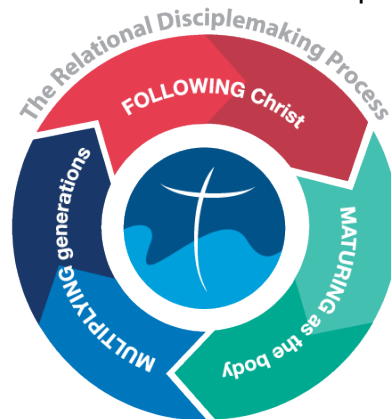 The Relational Disciplemaking Process
FOLLOWING Christ
MATURING as the body
MULTIPLYING generations